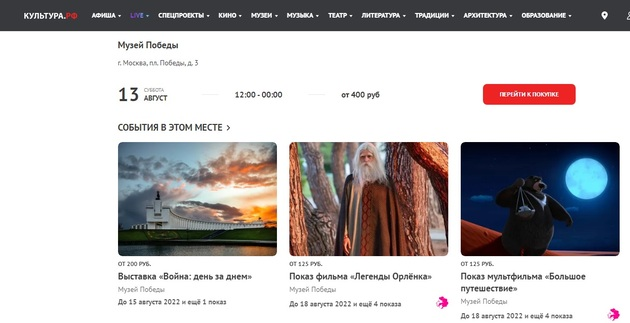 КУЛЬТУРА.РФ АФИША LIVE СПЕЦПРОЕКТЫ КИНО МУЗЕИ МУЗЫКА ТЕАТР ЛИТЕРАТУРА ТРАДИЦИИ АРХИТЕКТУРА ОБРАЗОВАНИЕ
Музей Победы
г. Москва, пл. Победы, д. 3
13 СУББОТА
АВГУСТ
12:00 - 00:00
от 400 руб
ПЕРЕЙТИ К ПОКУПКЕ
СОБЫТИЯ В ЭТОМ МЕСТЕ
ОТ 200 РУБ.
Выставка «Война: день за днем»
Музей Победы
До 15 августа 2022 и ещё 1 показ
ОТ 125 РУБ.
Показ фильма «Легенды Орлёнка»
Музей Победы
До 18 августа 2022 и ещё 4 показа
ОТ 125 РУБ.
Показ мультфильма «Большое
путешествие»
Музей Победы
До 18 августа 2022 и ещё 4 показа